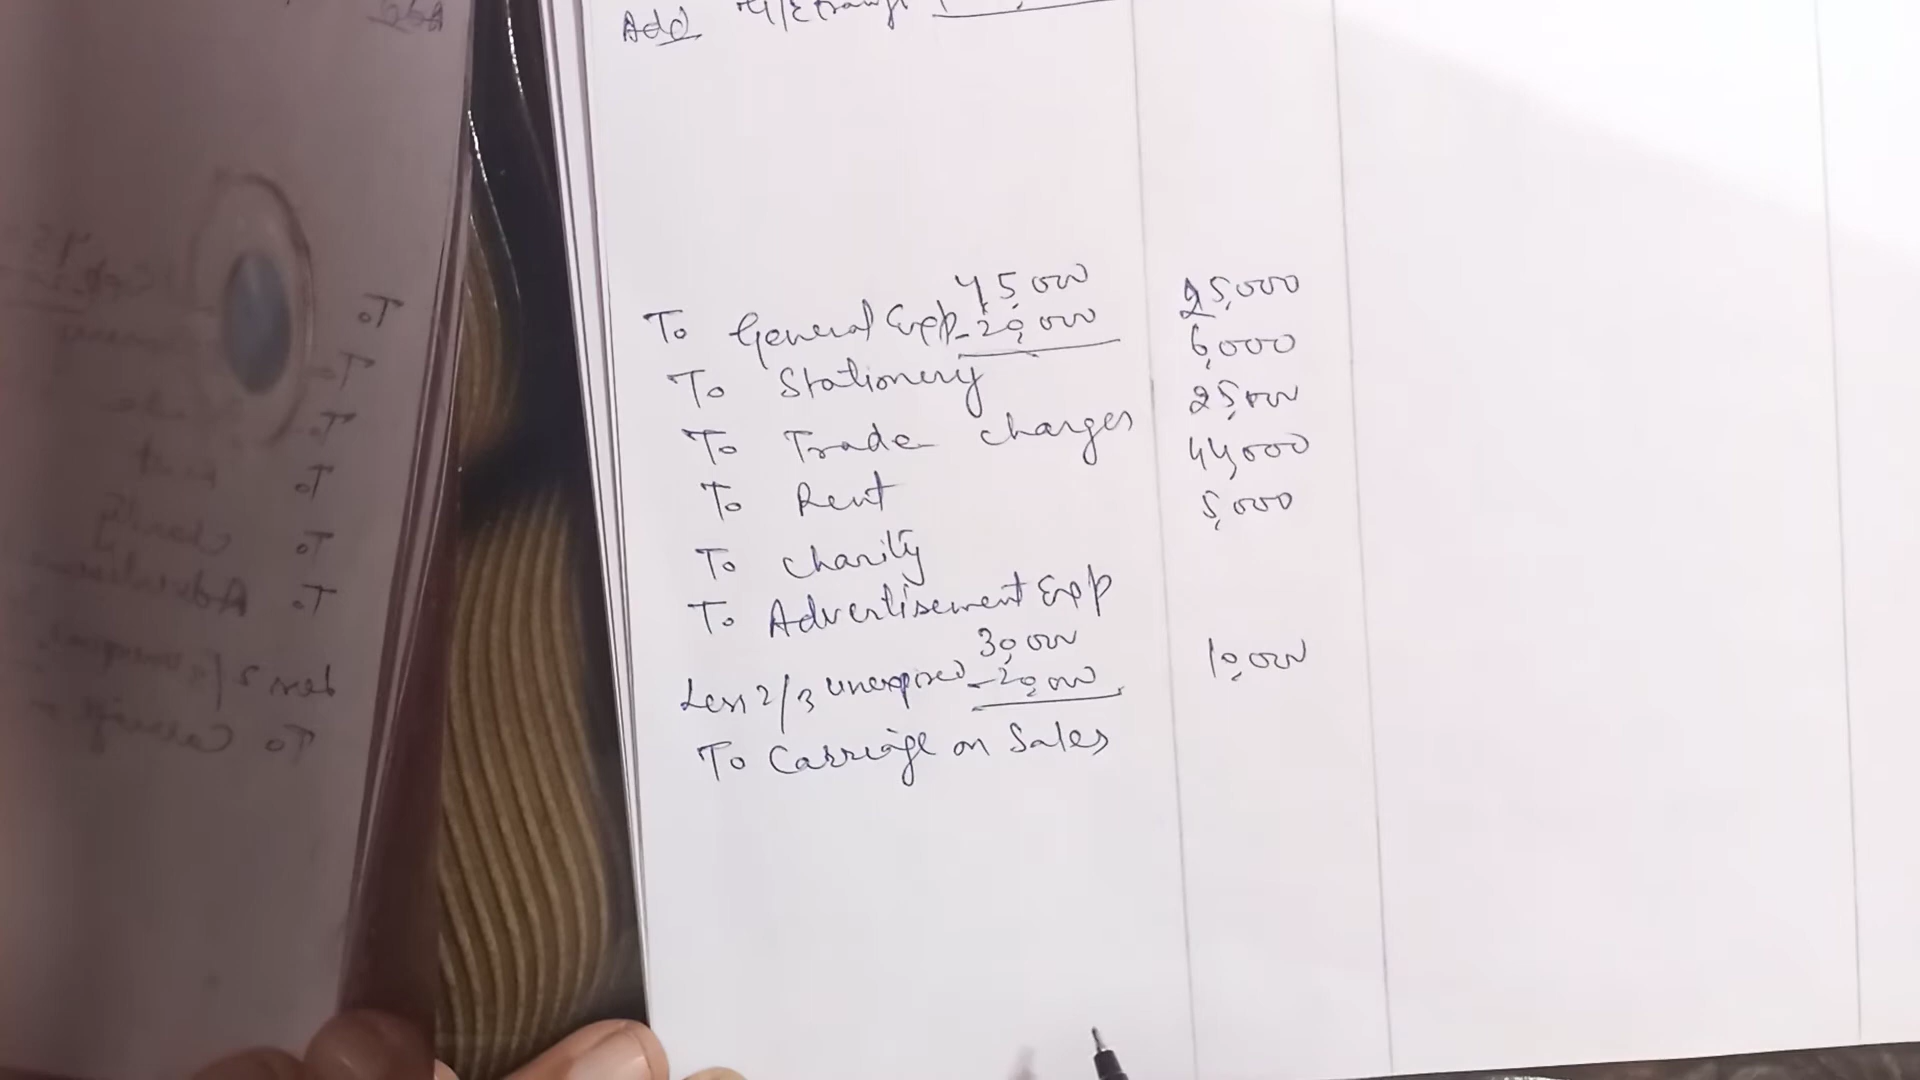 Add
45,000 25,000
To General Exp -20,000
To Stationery 6,000
To Trade charges 25,000
To Rent 44,000
To Charity 5,000
To Advertisement Exp
30,000
Less 2/3 unexpired -20,000 10,000
To Carriage on Sales